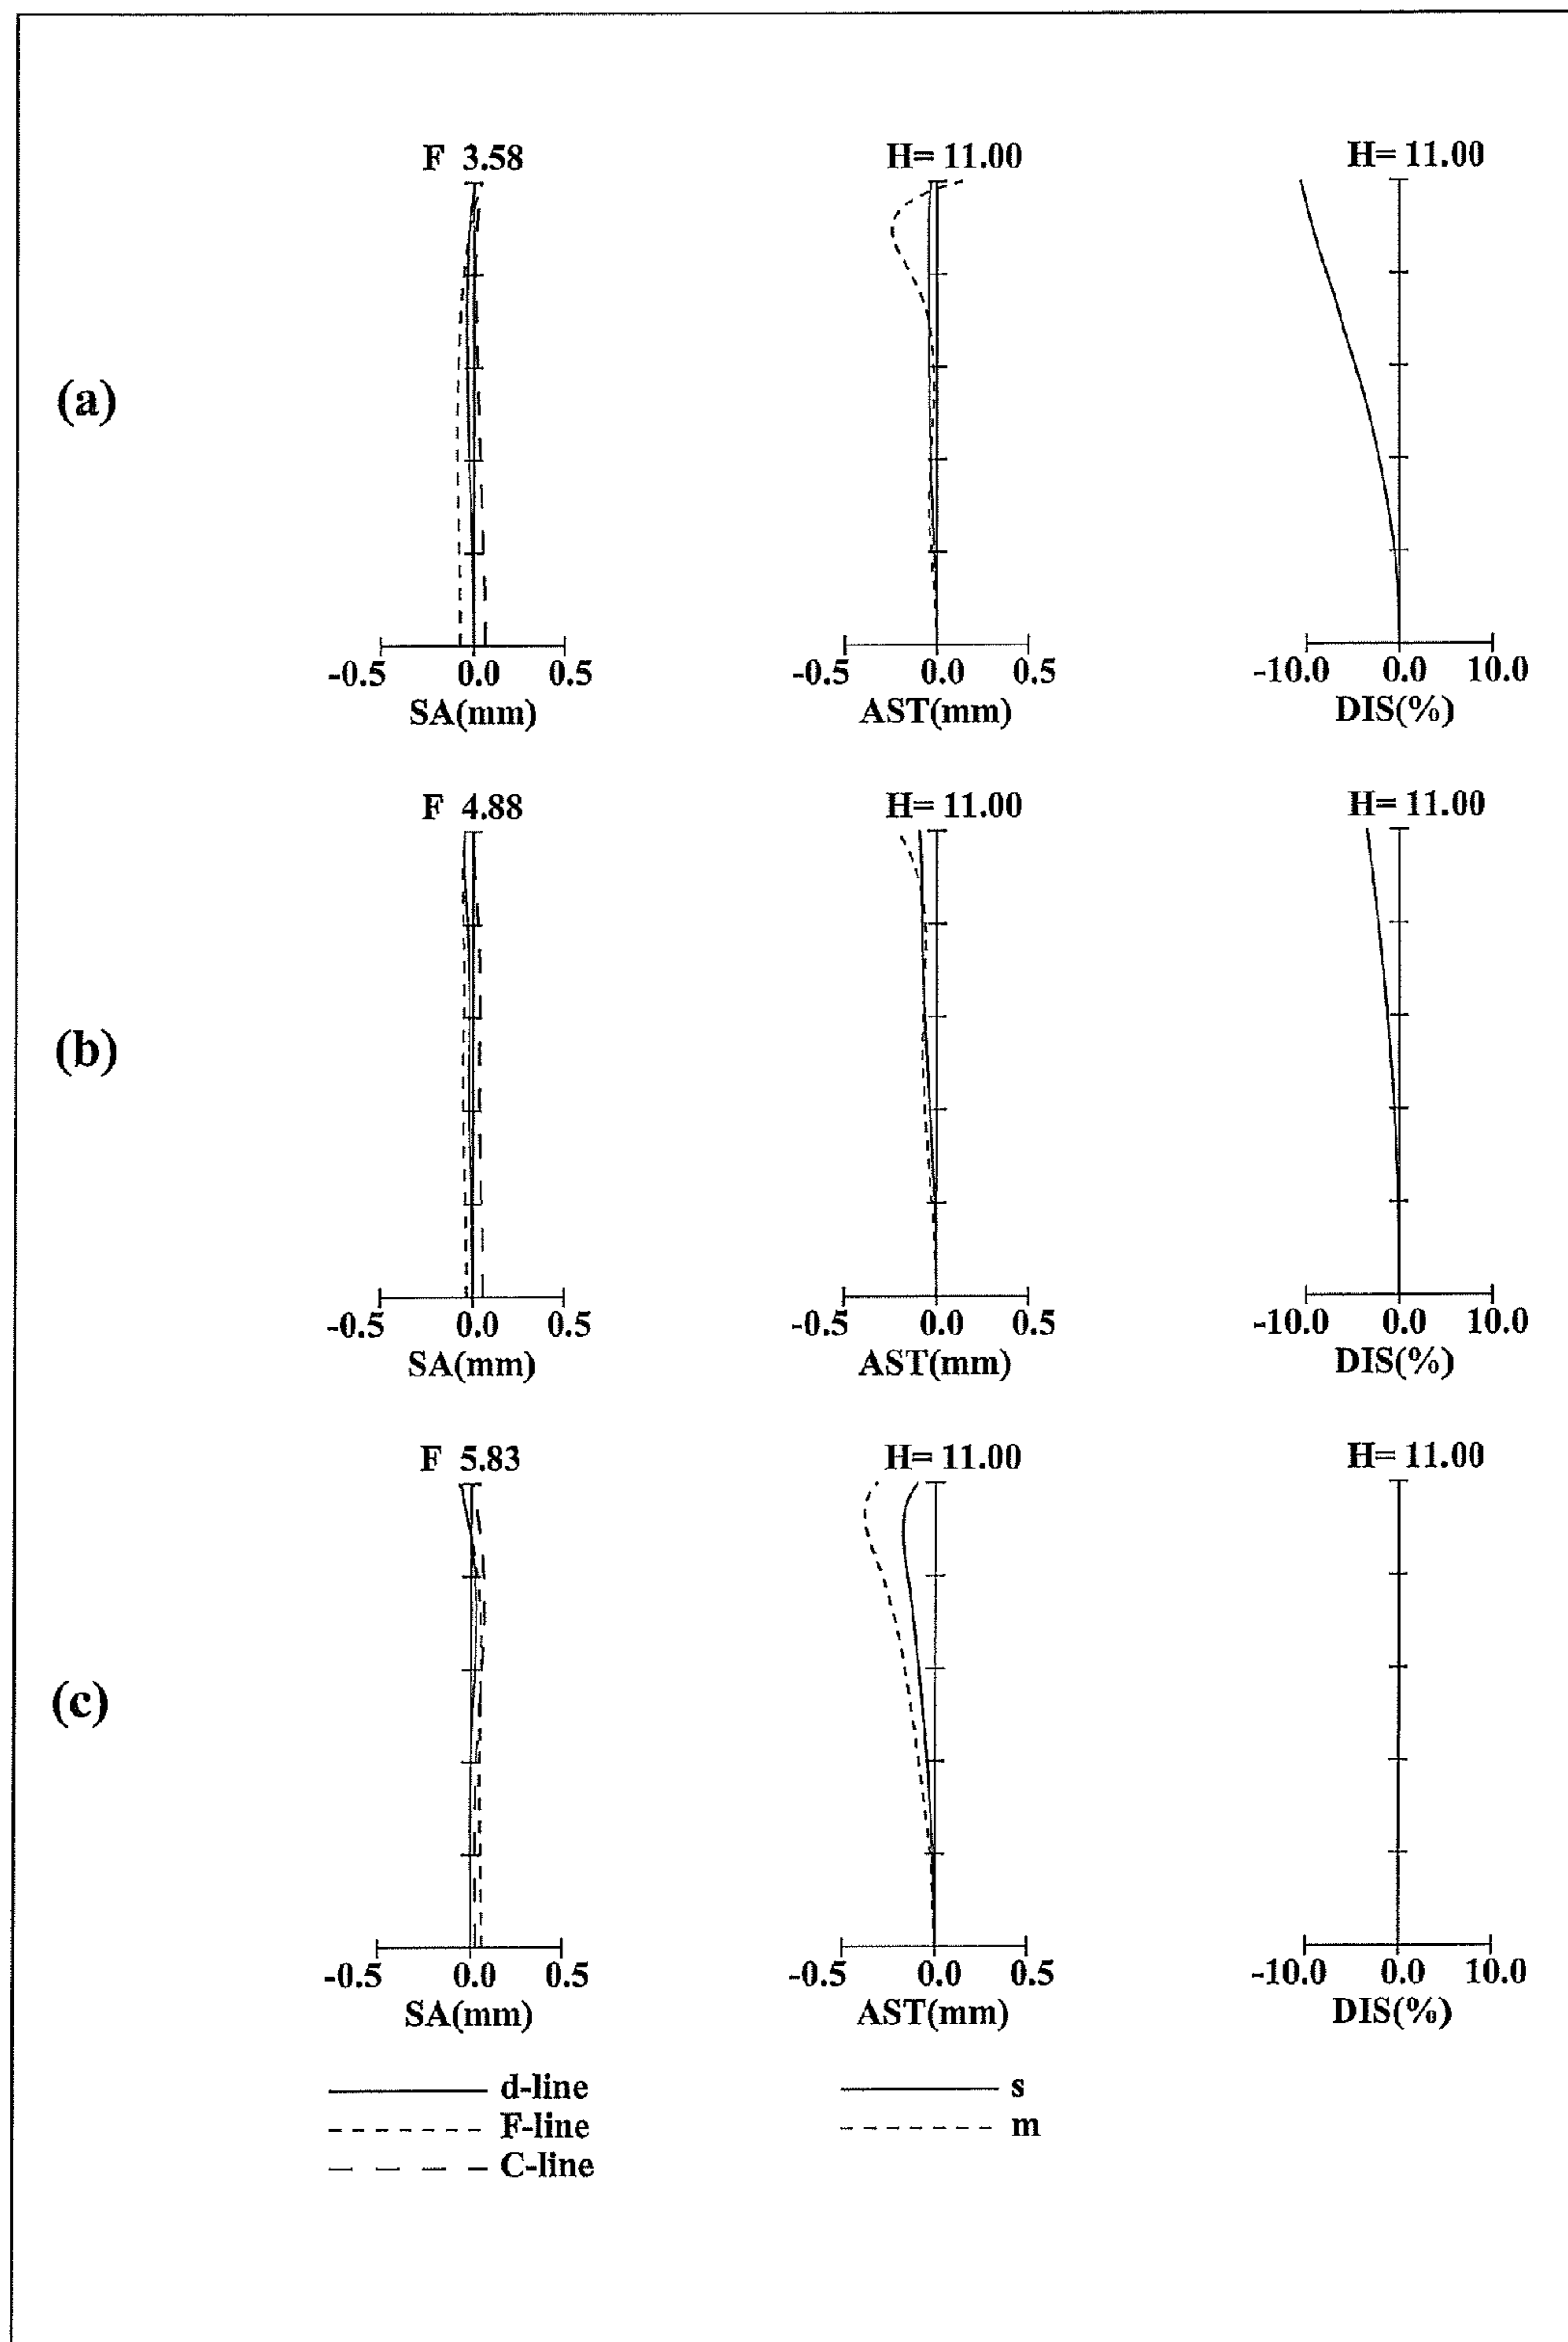 F 3.58 H= 11.00 H= 11.00
(a)
-0.5 0.0 0.5 -0.5 0.0 0.5 -10.0 0.0 10.0
SA(mm) AST(mm) DIS(%)
F 4.88 H= 11.00 H= 11.00
(b)
-0.5 0.0 0.5 -0.5 0.0 0.5 -10.0 0.0 10.0
SA(mm) AST(mm) DIS(%)
F 5.83 H= 11.00 H= 11.00
(c)
-0.5 0.0 0.5 -0.5 0.0 0.5 -10.0 0.0 10.0
SA(mm) AST(mm) DIS(%)
d-line s
F-line m
C-line